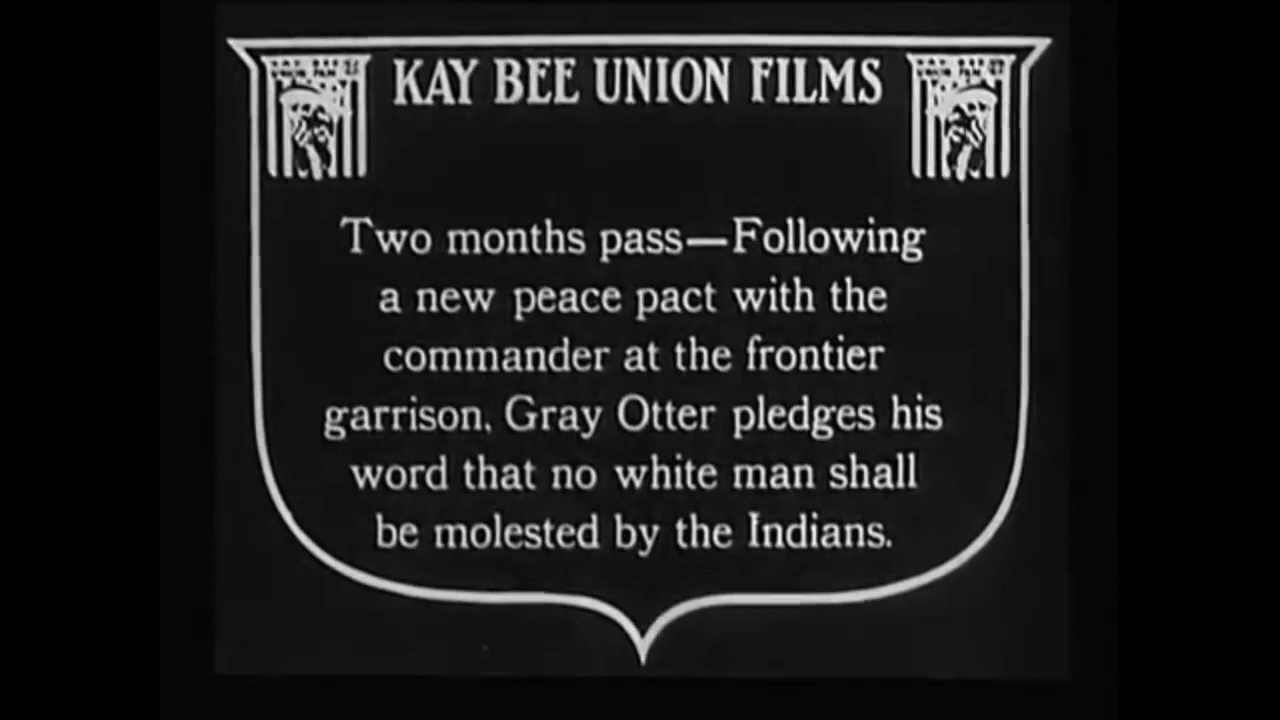 KAY BEE UNION FILMS
Two months pass—Following
a new peace pact with the
commander at the frontier
garrison, Gray Otter pledges his
word that no white man shall
be molested by the Indians.